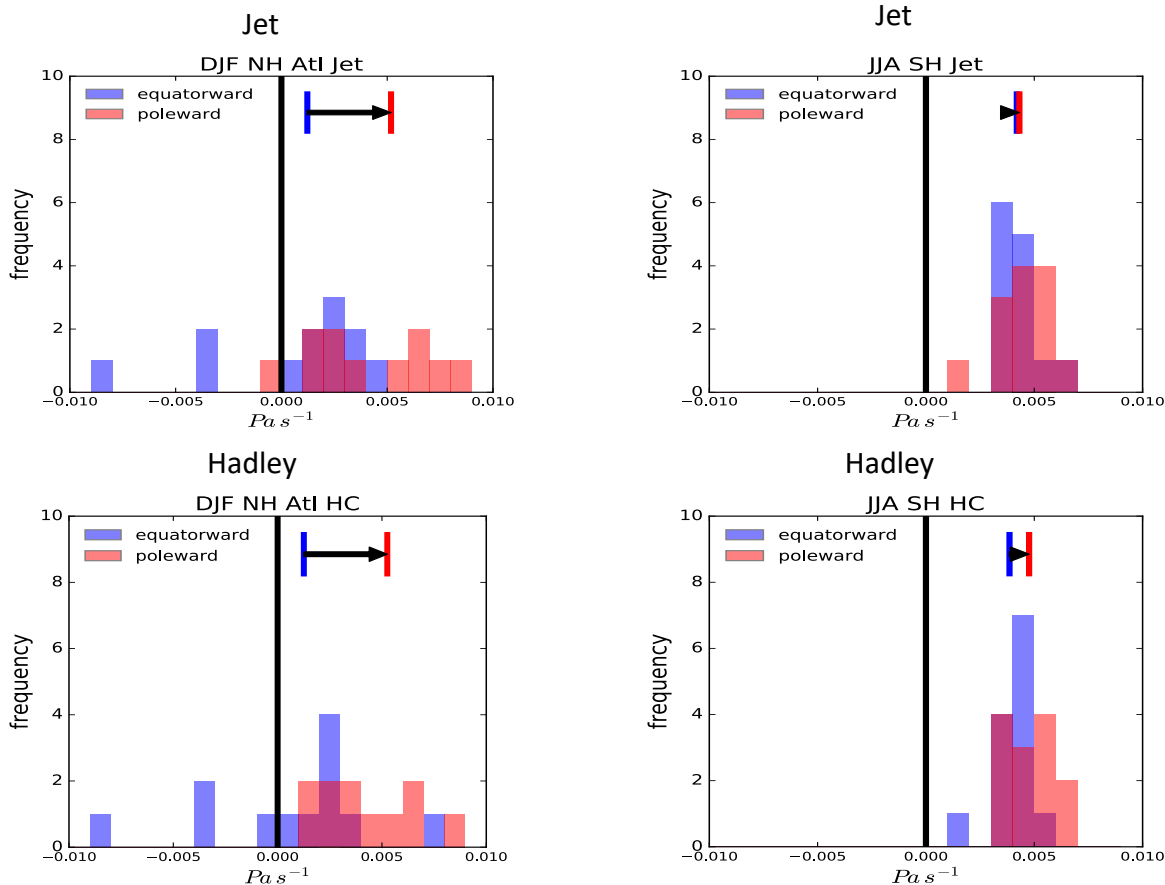 Jet
DJF NH Atl Jet
10
8
6
4
2
0
frequency
equatorward
poleward
−0.010
−0.005
0.000
0.005
0.010
Pa s⁻¹
Jet
JJA SH Jet
10
8
6
4
2
0
frequency
equatorward
poleward
−0.010
−0.005
0.000
0.005
0.010
Pa s⁻¹
Hadley
DJF NH Atl HC
10
8
6
4
2
0
frequency
equatorward
poleward
−0.010
−0.005
0.000
0.005
0.010
Pa s⁻¹
Hadley
JJA SH HC
10
8
6
4
2
0
frequency
equatorward
poleward
−0.010
−0.005
0.000
0.005
0.010
Pa s⁻¹